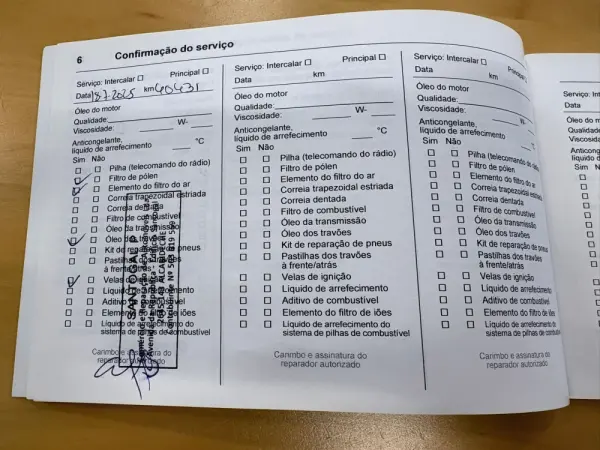 6 Confirmação do serviço
Serviço: Intercalar Principal
Data 18-7-2025 km 40431
Óleo do motor
Qualidade:
Viscosidade: W-
Anticongelante,
líquido de arrefecimento °C
Sim Não
Pilha (telecomando do rádio)
Filtro de pólen
Elemento do filtro do ar
Correia trapezoidal estriada
Correia dentada
Filtro de combustível
Óleo da transmissão
Óleo dos travões
Kit de reparação de pneus
Pastilhas dos travões
à frente/atrás
Velas de
Líquido de arrefecimento
Aditivo de combustível
Elemento do filtro de iões
Líquido de arrefecimento do
sistema de pilhas de combustível
Carimbo e assinatura do
reparador autorizado
SANTOGAL P
Serviço: Intercalar Principal
Data km
Óleo do motor
Qualidade:
Viscosidade: W-
Anticongelante,
líquido de arrefecimento °C
Sim Não
Pilha (telecomando do rádio)
Filtro de pólen
Elemento do filtro do ar
Correia trapezoidal estriada
Correia dentada
Filtro de combustível
Óleo da transmissão
Óleo dos travões
Kit de reparação de pneus
Pastilhas dos travões
à frente/atrás
Velas de ignição
Líquido de arrefecimento
Aditivo de combustível
Elemento do filtro de iões
Líquido de arrefecimento do
sistema de pilhas de combustível
Carimbo e assinatura do
reparador autorizado
Serviço: Intercalar Principal
Data km
Óleo do motor
Qualidade:
Viscosidade: W-
Anticongelante,
líquido de arrefecimento
Sim Não
Pilha (telecomando do rádio)
Filtro de pólen
Elemento do filtro do ar
Correia trapezoidal estriada
Correia dentada
Filtro de combustível
Óleo da transmissão
Óleo dos travões
Kit de reparação de pneus
Pastilhas dos travões
à frente/atrás
Velas de ignição
Líquido de arrefecimento
Aditivo de combustível
Elemento do filtro de iões
Líquido de arrefecimento do
sistema de pilhas de combustível
Carimbo e assinatura do
reparador autorizado
Serviço: Int
Data
Óleo do m
Qualidade
Viscosida
Anticong
líquido d
Sim N